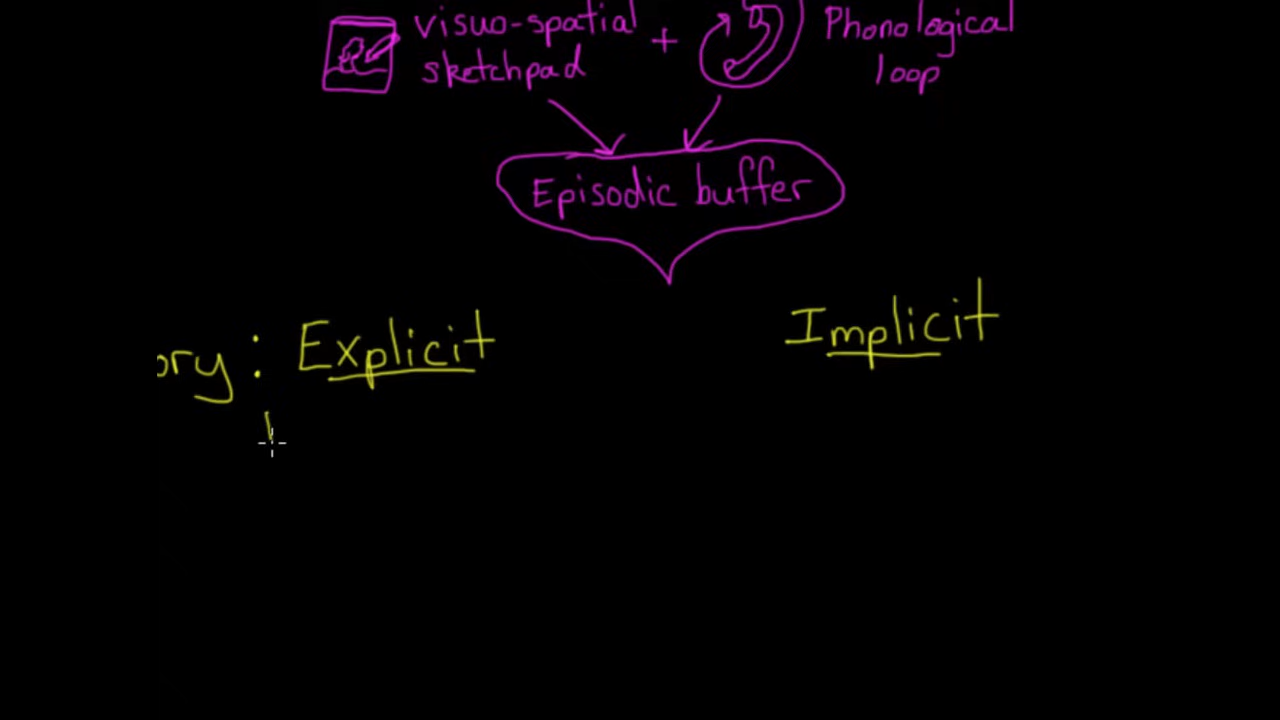 visuo-spatial + Phonological
sketchpad loop
Episodic buffer
ory: Explicit Implicit